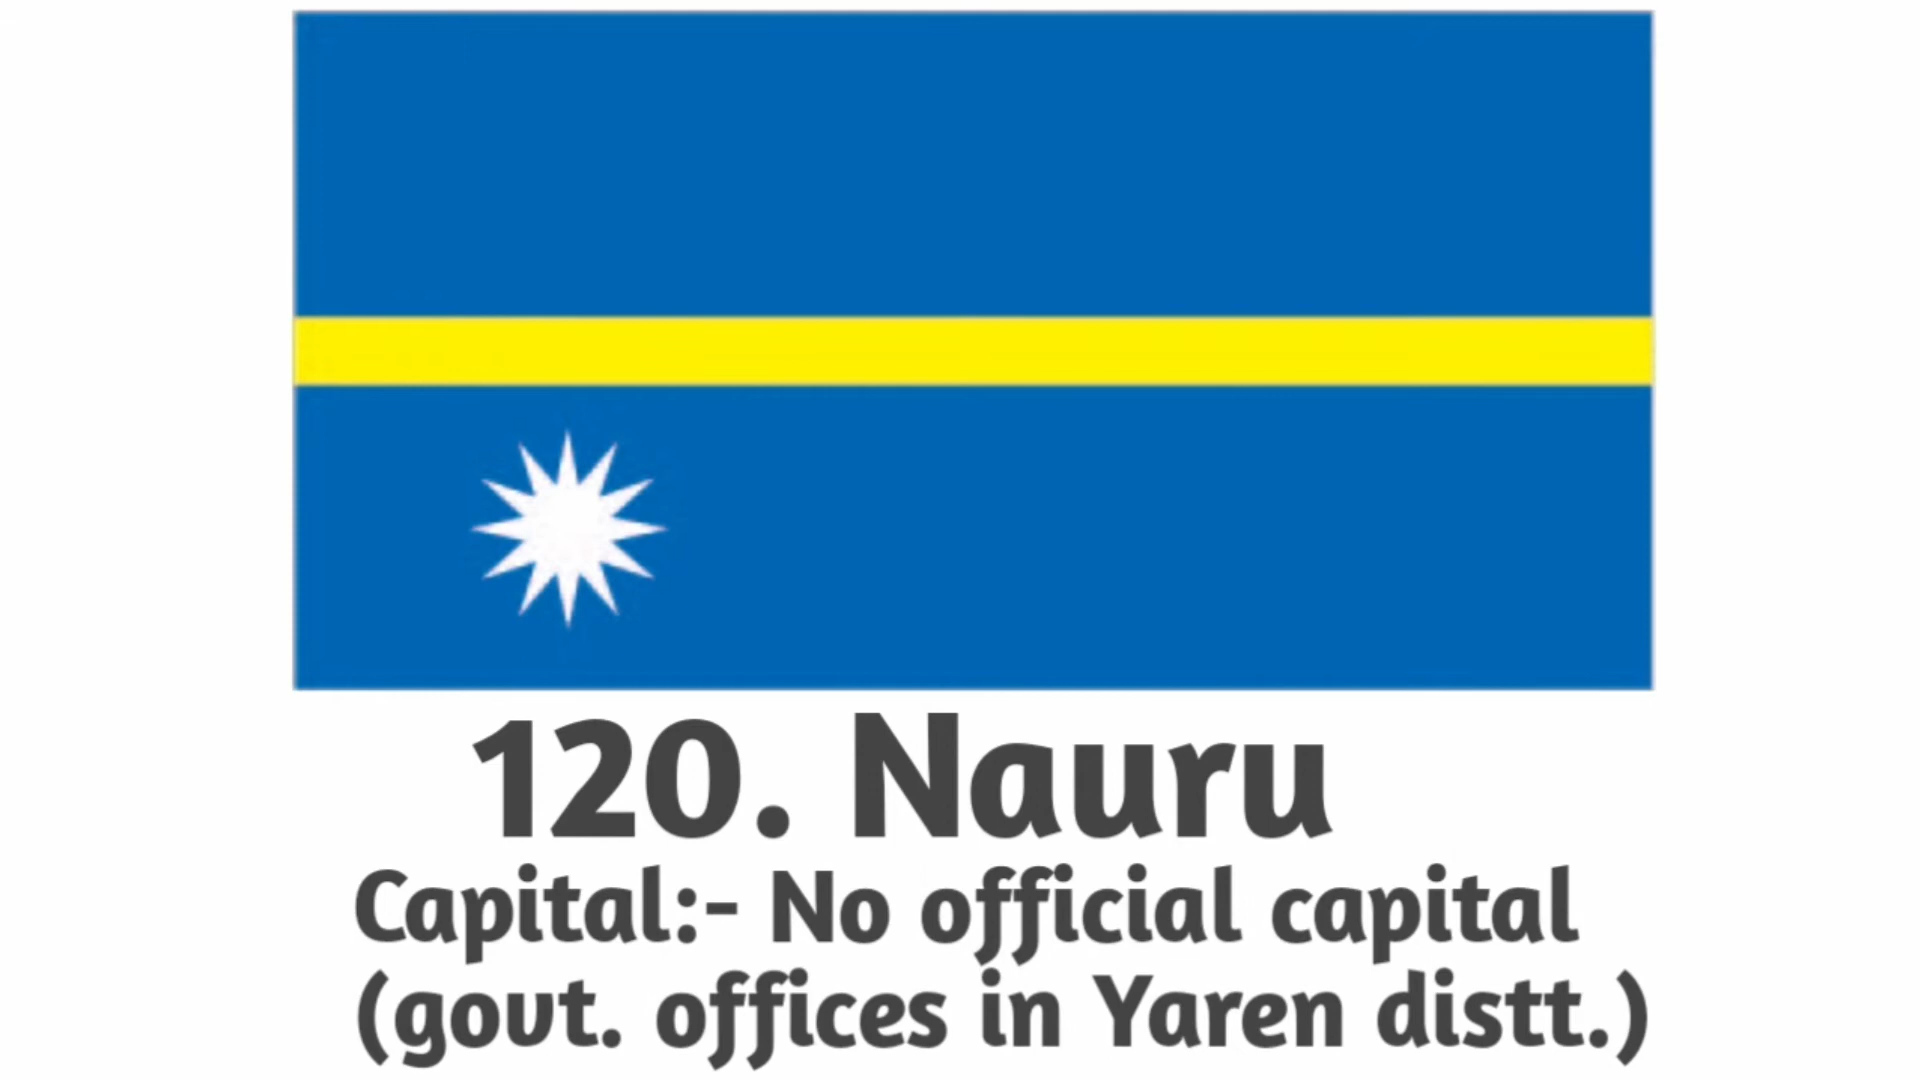 120. Nauru
Capital:- No official capital
(govt. offices in Yaren distt.)